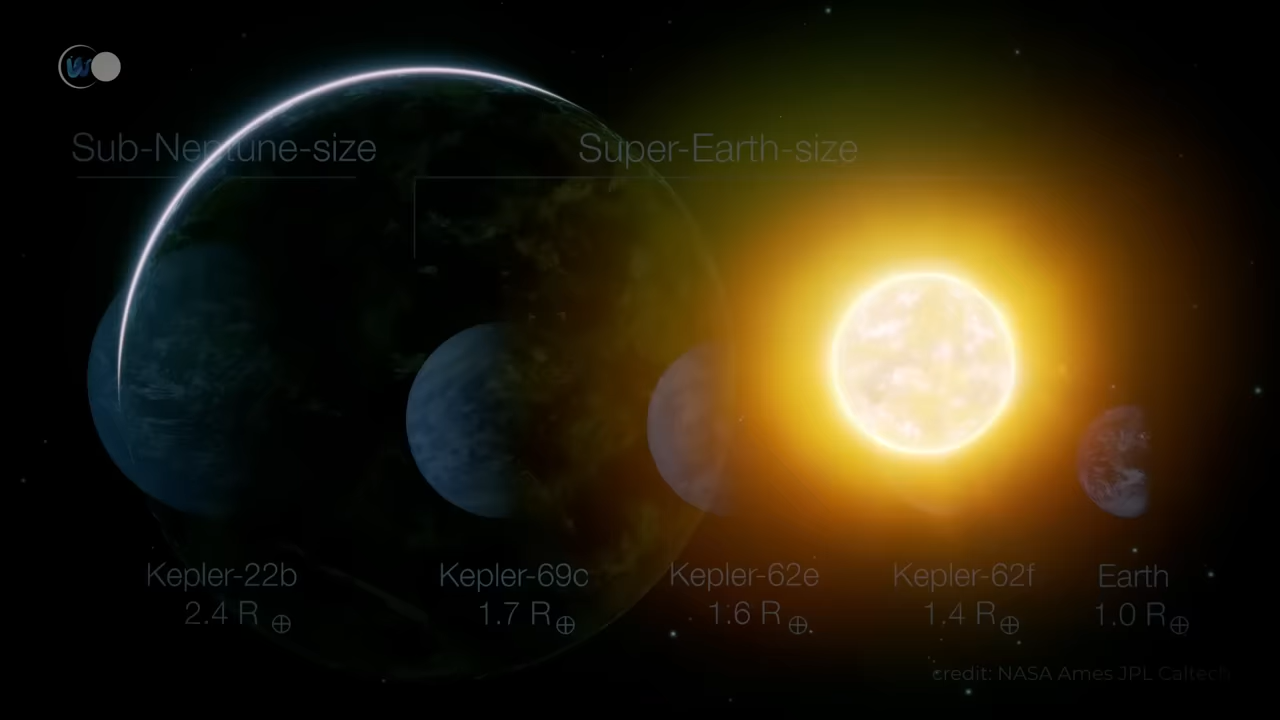 Sub-Neptune-size
Super-Earth-size
Kepler-22b
2.4 R⊕
Kepler-69c
1.7 R⊕
Kepler-62e
1.6 R⊕
Kepler-62f
1.4 R⊕
Earth
1.0 R⊕
credit: NASA Ames JPL Caltech